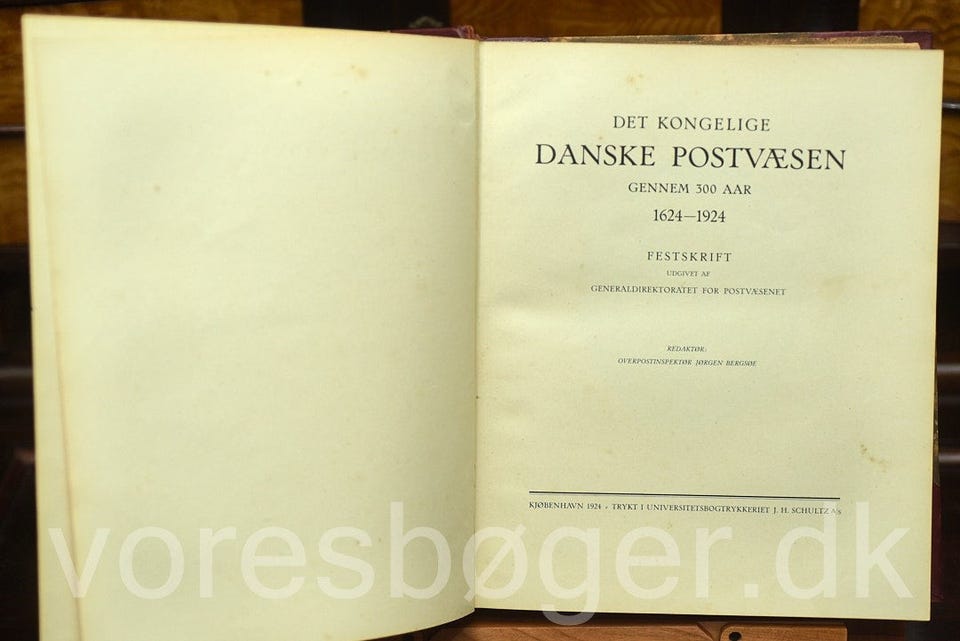 DET KONGELIGE
DANSKE POSTVÆSEN
GENNEM 300 AAR
1624—1924
FESTSKRIFT
UDGIVET AF
GENERALDIREKTORATET FOR POSTVÆSENET
REDAKTØR:
OVERPOSTINSPEKTØR JØRGEN BERGSØE
KJØBENHAVN 1924 - TRYKT I UNIVERSITETSBOGTRYKKERIET J. H. SCHULTZ A/S
voresbøger.dk